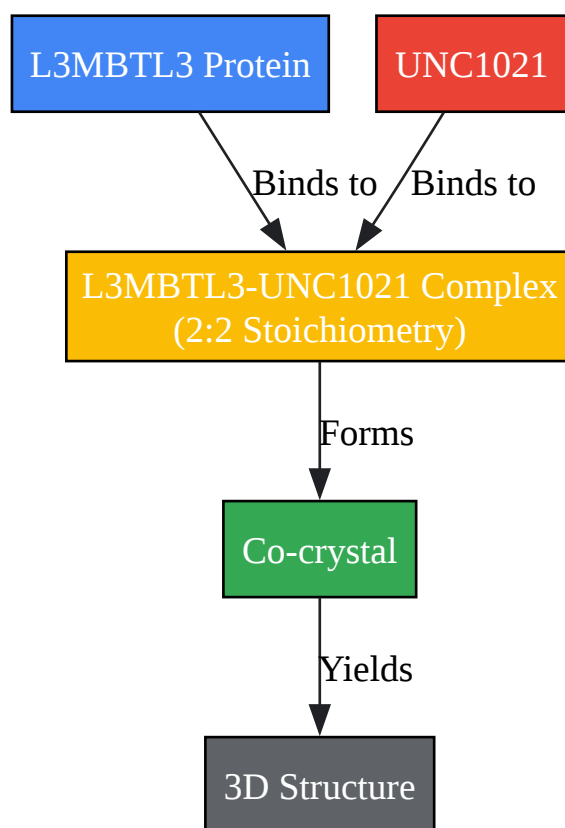 L3MBTL3 Protein
UNC1021
Binds to
Binds to
L3MBTL3-UNC1021 Complex
(2:2 Stoichiometry)
Forms
Co-crystal
Yields
3D Structure